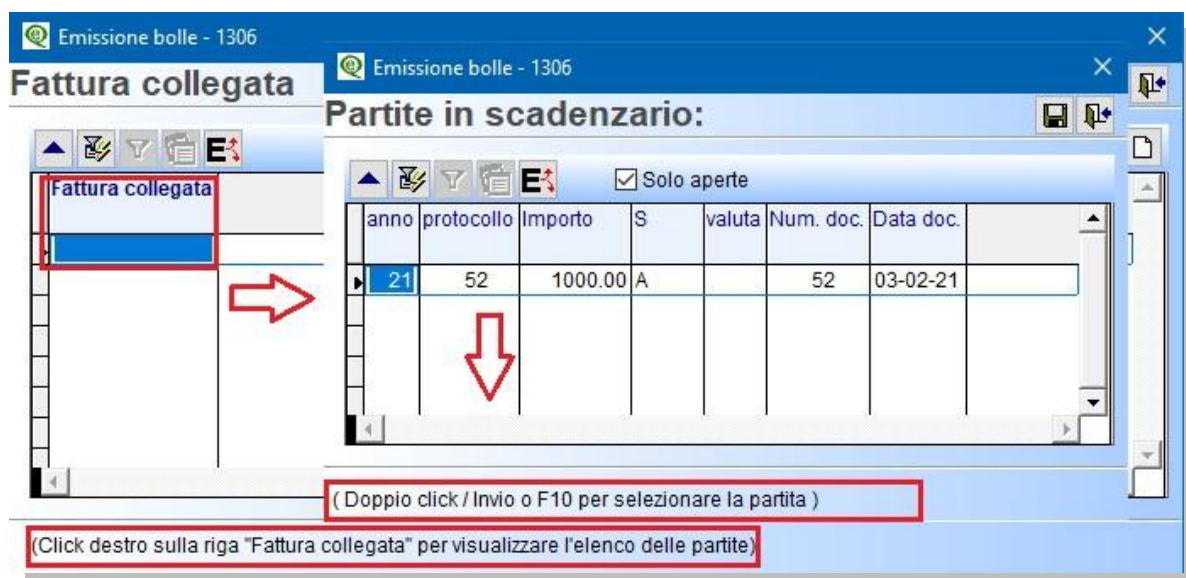 Emissione bolle - 1306
Fattura collegata
E
Fattura collegata
Emissione bolle - 1306
Partite in scadenzario:
E Solo aperte
anno protocollo Importo S valuta Num. doc. Data doc.
21 52 1000.00 A 52 03-02-21
( Doppio click / Invio o F10 per selezionare la partita )
(Click destro sulla riga "Fattura collegata" per visualizzare l'elenco delle partite)